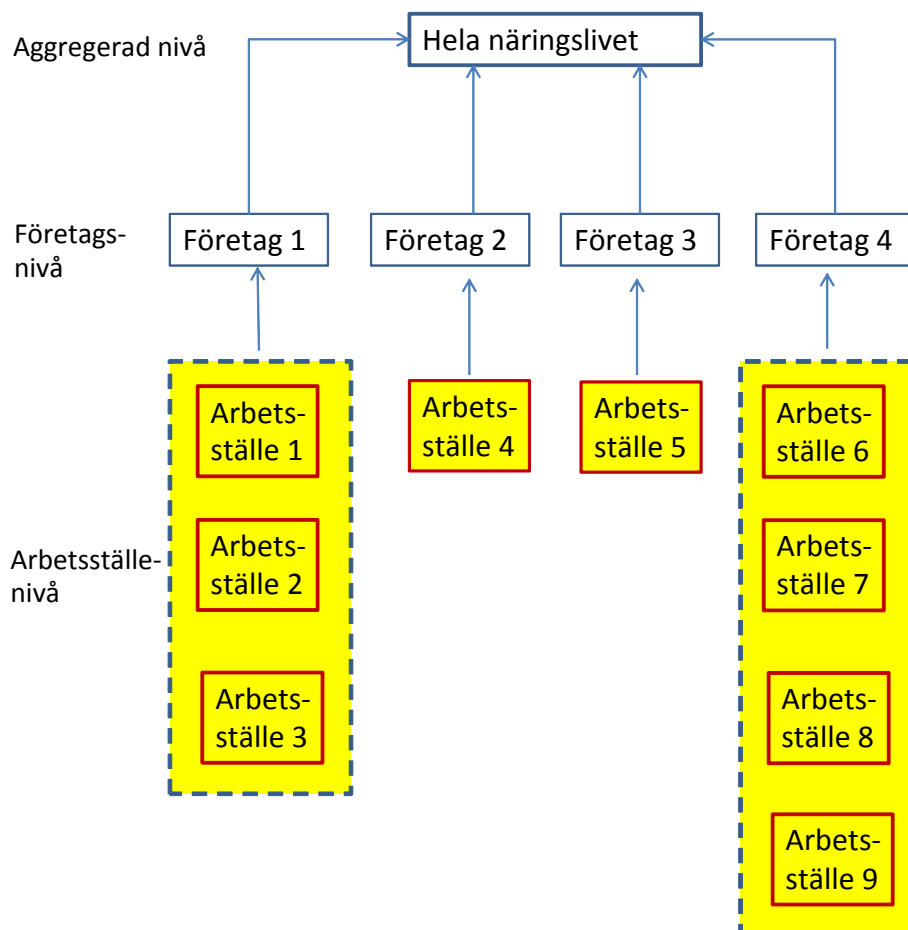 Aggregerad nivå
Hela näringslivet
Företags-
nivå
Företag 1
Företag 2
Företag 3
Företag 4
Arbetsställe-
nivå
Arbets-
ställe 1
Arbets-
ställe 2
Arbets-
ställe 3
Arbets-
ställe 4
Arbets-
ställe 5
Arbets-
ställe 6
Arbets-
ställe 7
Arbets-
ställe 8
Arbets-
ställe 9